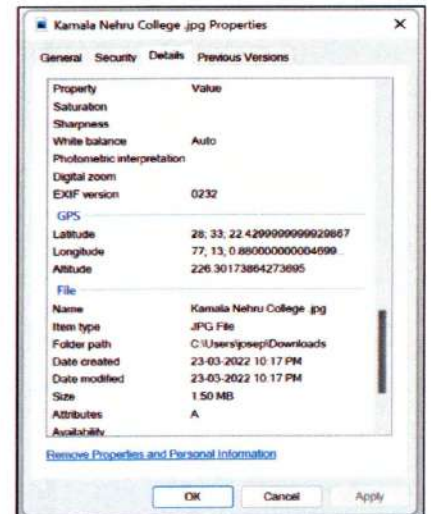 Kamala Nehru College .jpg Properties
General Security Details Previous Versions
Property Value
Saturation
Sharpness
White balance Auto
Photometric interpretation
Digital zoom
EXIF version 0232
GPS
Latitude 28; 33; 22.4299999999929867
Longitude 77; 13; 0.880000000004699...
Altitude 226.30173864273695
File
Name Kamala Nehru College .jpg
Item type JPG File
Folder path C:\Users\josep\Downloads
Date created 23-03-2022 10:17 PM
Date modified 23-03-2022 10:17 PM
Size 1.50 MB
Attributes A
Availability
Remove Properties and Personal Information
OK Cancel Apply